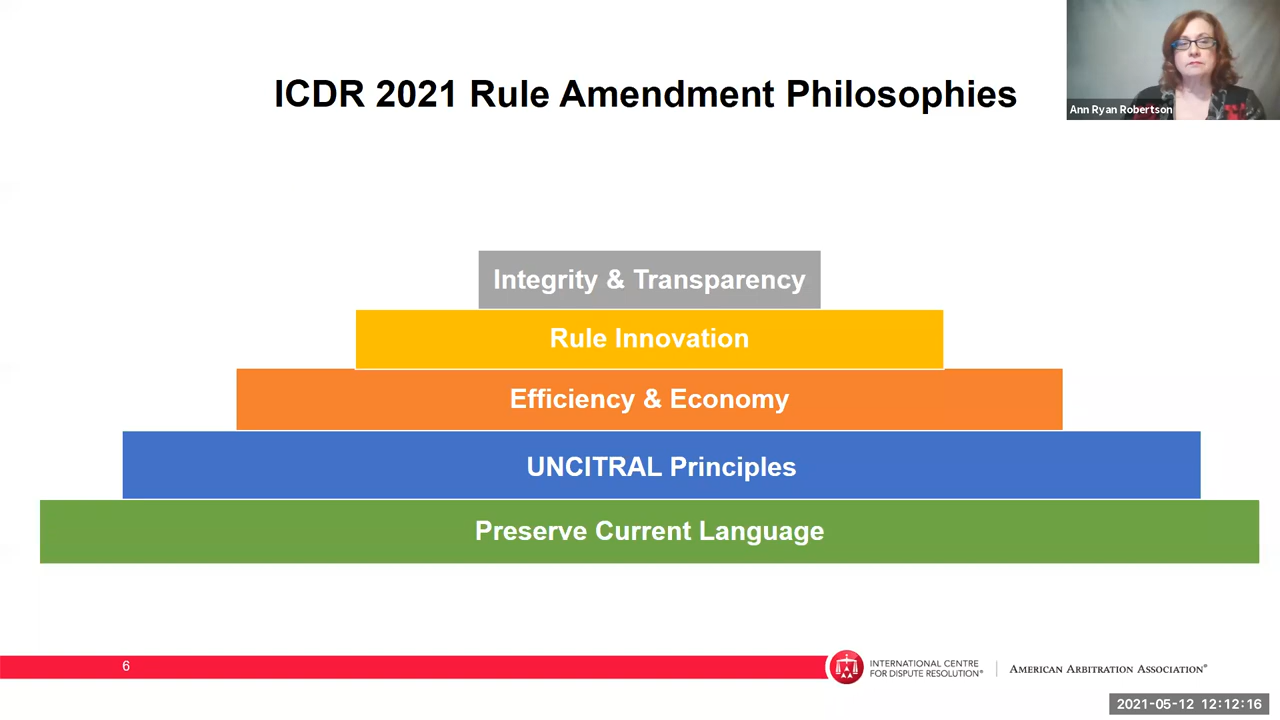 ICDR 2021 Rule Amendment Philosophies
Ann Ryan Robertson
Integrity & Transparency
Rule Innovation
Efficiency & Economy
UNCITRAL Principles
Preserve Current Language
6
AA
INTERNATIONAL CENTRE
FOR DISPUTE RESOLUTION®
AMERICAN ARBITRATION ASSOCIATION®
2021-05-12 12:12:16